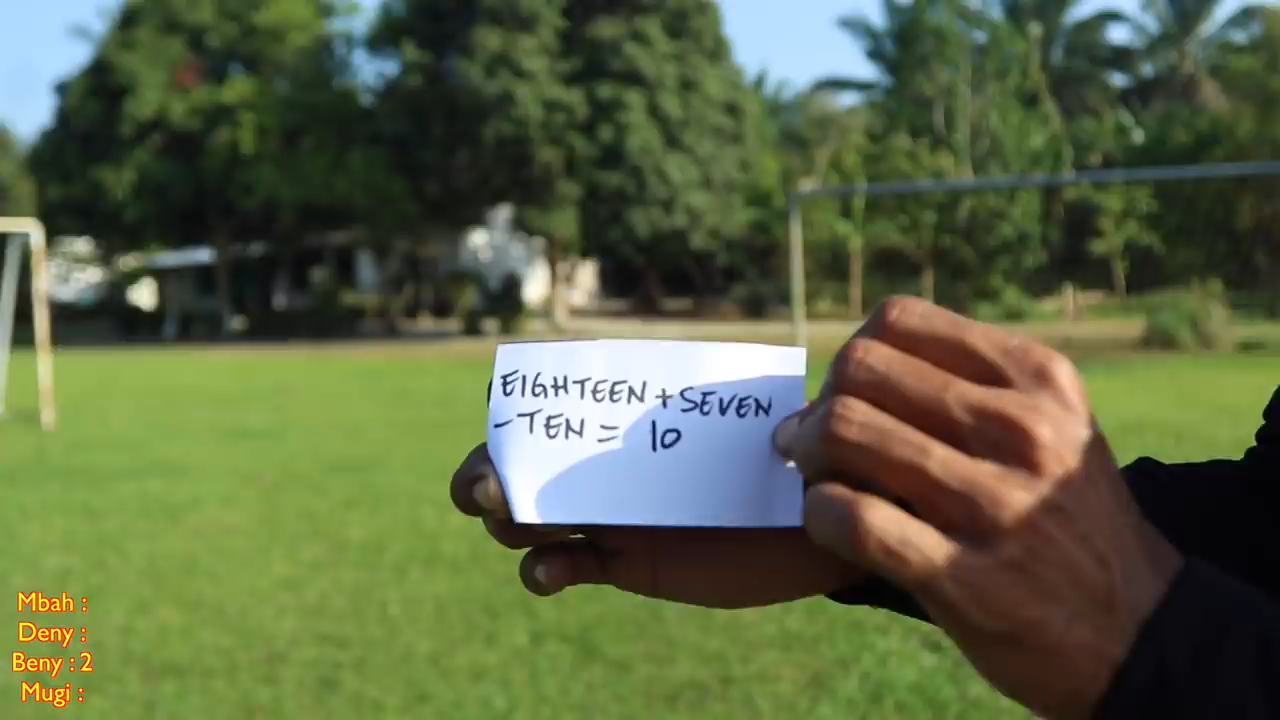 EIGHTEEN + SEVEN
- TEN = 10
Mbah :
Deny :
Beny : 2
Mugi :